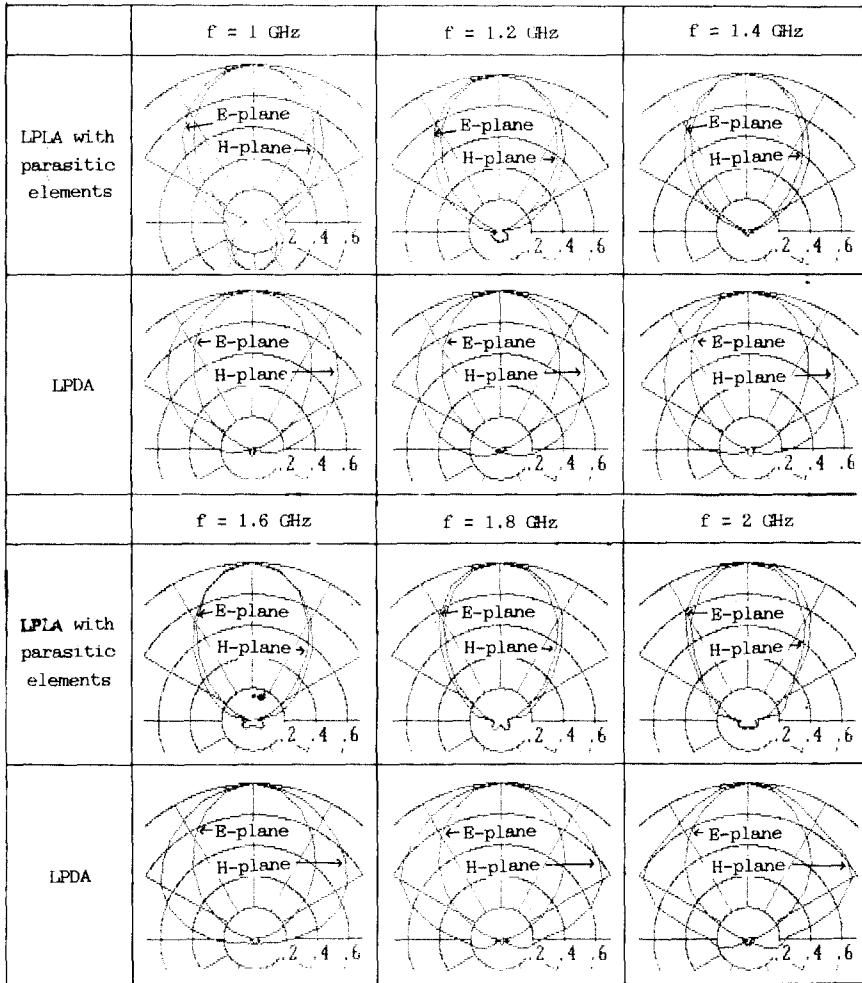 f = 1 GHz
f = 1.2 GHz
f = 1.4 GHz
LPLA with
parasitic
elements
E-plane
H-plane
.2 .4 .6
E-plane
H-plane
.2 .4 .6
E-plane
H-plane
.2 .4 .6
LPDA
E-plane
H-plane
.2 .4 .6
E-plane
H-plane
.2 .4 .6
E-plane
H-plane
.2 .4 .6
f = 1.6 GHz
f = 1.8 GHz
f = 2 GHz
LPLA with
parasitic
elements
E-plane
H-plane
.2 .4 .6
E-plane
H-plane
.2 .4 .6
E-plane
H-plane
.2 .4 .6
LPDA
E-plane
H-plane
.2 .4 .6
E-plane
H-plane
.2 .4 .6
E-plane
H-plane
.2 .4 .6